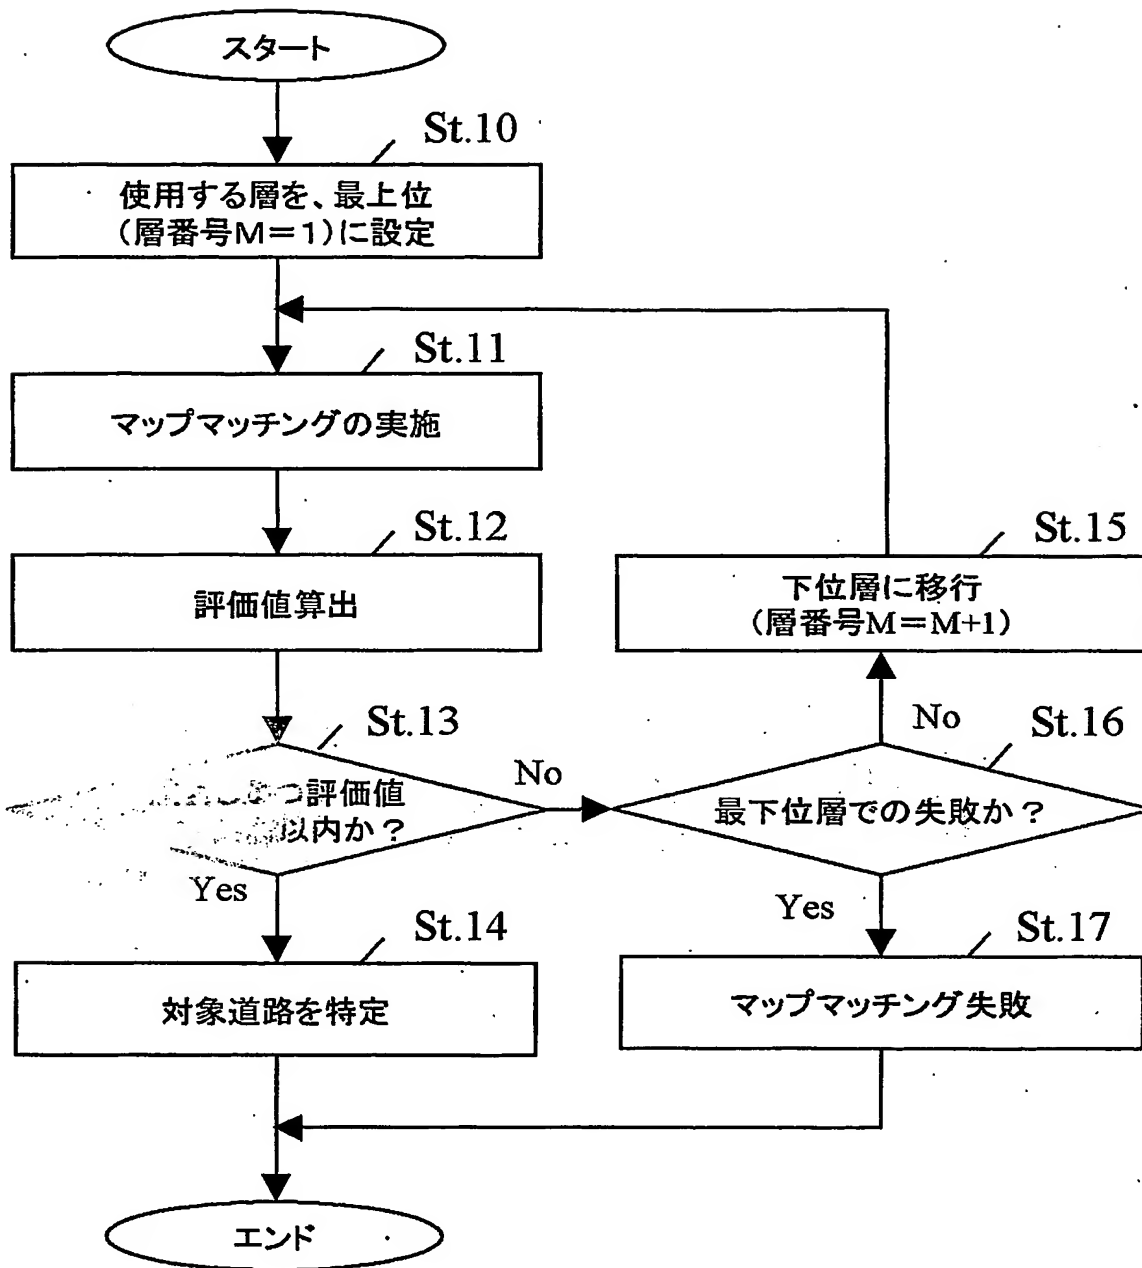 スタート
St.10
使用する層を、最上位
(層番号M=1)に設定
St.11
マップマッチングの実施
St.12
評価値算出
St.15
下位層に移行
(層番号M=M+1)
St.13
評価値
以内か?
No
Yes
No
St.16
最下位層での失敗か?
Yes
St.14
対象道路を特定
St.17
マップマッチング失敗
エンド